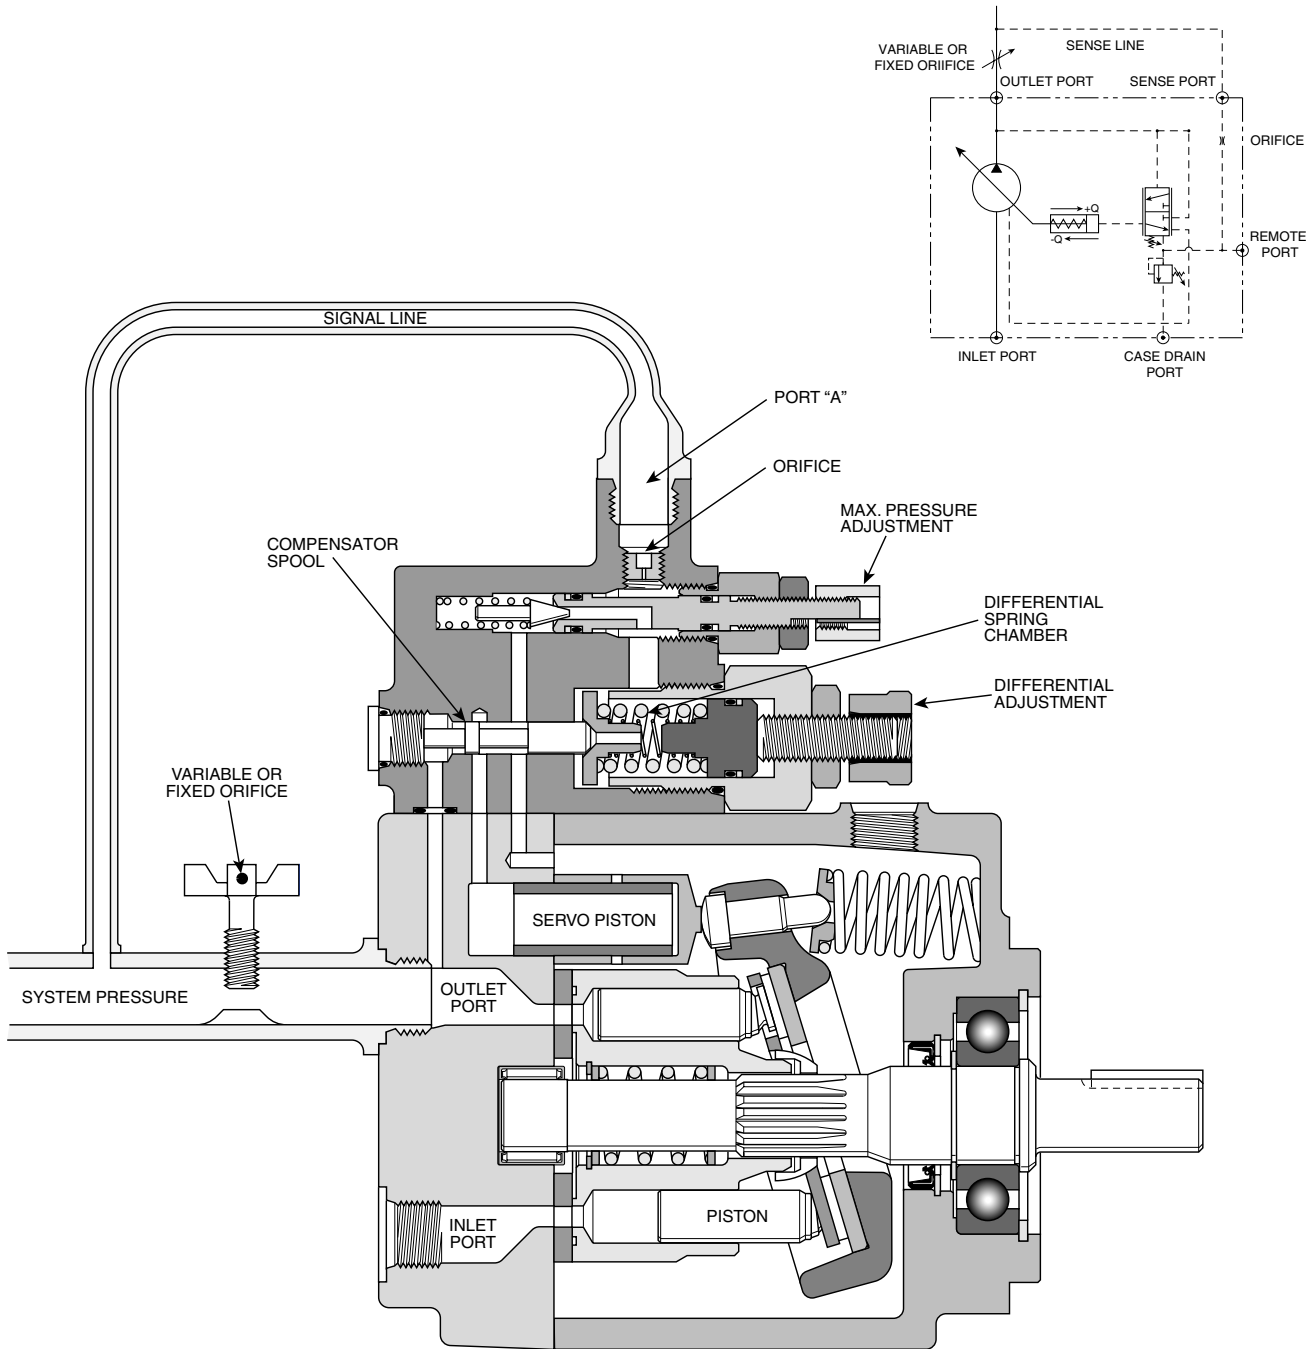 VARIABLE OR
FIXED ORIIFICE
SENSE LINE
OUTLET PORT
SENSE PORT
ORIFICE
+Q
-Q
REMOTE
PORT
INLET PORT
CASE DRAIN
PORT
SIGNAL LINE
PORT “A”
ORIFICE
MAX. PRESSURE
ADJUSTMENT
COMPENSATOR
SPOOL
DIFFERENTIAL
SPRING
CHAMBER
DIFFERENTIAL
ADJUSTMENT
VARIABLE OR
FIXED ORIFICE
SERVO PISTON
SYSTEM PRESSURE
OUTLET
PORT
INLET
PORT
PISTON